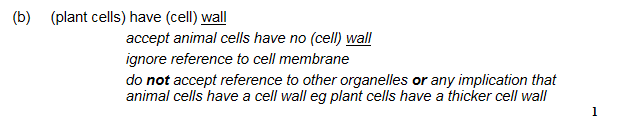 (b) (plant cells) have (cell) wall
accept animal cells have no (cell) wall
ignore reference to cell membrane
do not accept reference to other organelles or any implication that
animal cells have a cell wall eg plant cells have a thicker cell wall
1